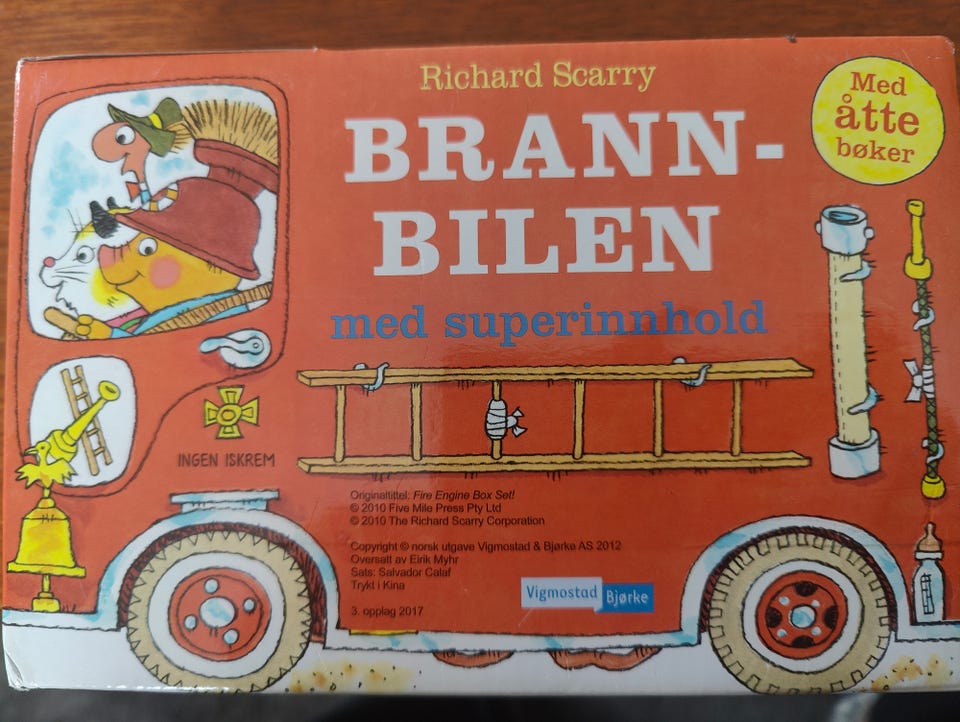 Richard Scarry
BRANN-
BILEN
med superinnhold
Med
åtte
bøker
INGEN ISKREM
Originaltittel: Fire Engine Box Set!
© 2010 Five Mile Press Pty Ltd
© 2010 The Richard Scarry Corporation
Copyright © norsk utgave Vigmostad & Bjørke AS 2012
Oversatt av Eirik Myhr
Sats: Salvador Calaf
Trykt i Kina
3. opplag 2017
Vigmostad Bjørke